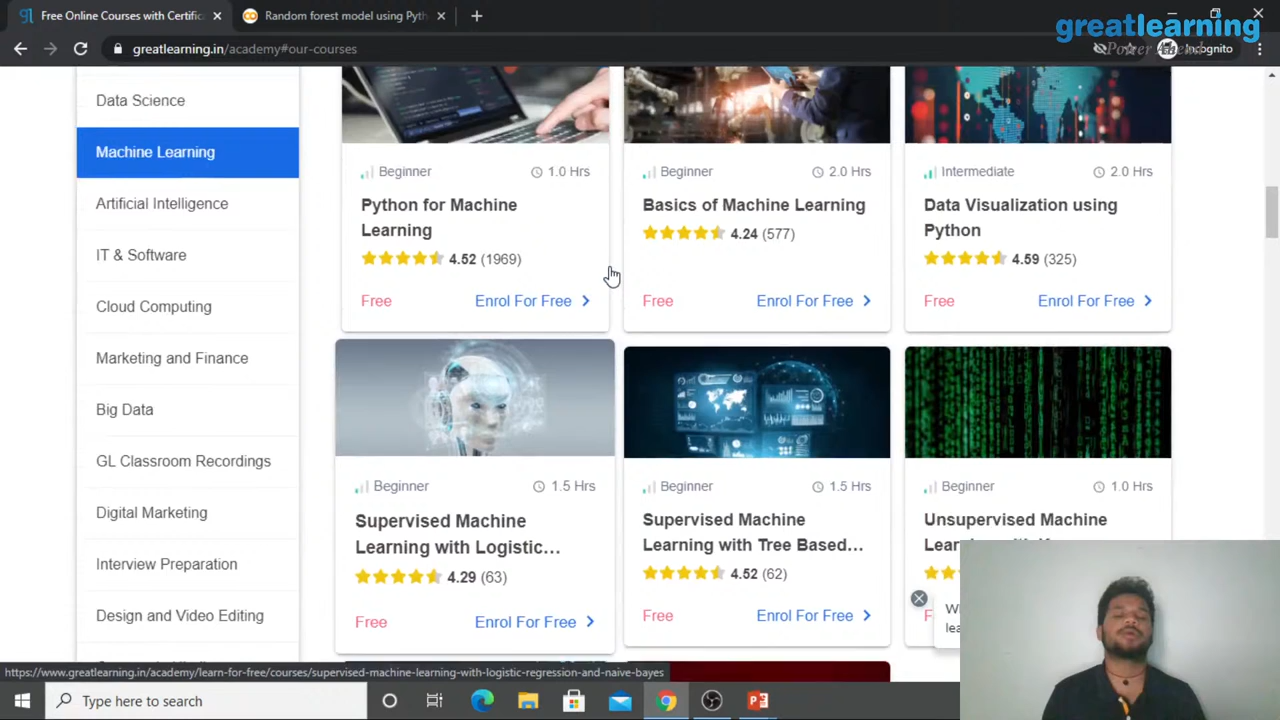 Free Online Courses with Certific
Random forest model using Pyth
greatlearning
Power Ahead
greatlearning.in/academy#our-courses
Incognito
Data Science
Machine Learning
Artificial Intelligence
IT & Software
Cloud Computing
Marketing and Finance
Big Data
GL Classroom Recordings
Digital Marketing
Interview Preparation
Design and Video Editing
Beginner 1.0 Hrs
Python for Machine
Learning
4.52 (1969)
Free Enrol For Free
Beginner 2.0 Hrs
Basics of Machine Learning
4.24 (577)
Free Enrol For Free
Intermediate 2.0 Hrs
Data Visualization using
Python
4.59 (325)
Free Enrol For Free
Beginner 1.5 Hrs
Supervised Machine
Learning with Logistic...
4.29 (63)
Free Enrol For Free
Beginner 1.5 Hrs
Supervised Machine
Learning with Tree Based...
4.52 (62)
Free Enrol For Free
Beginner 1.0 Hrs
Unsupervised Machine
https://www.greatlearning.in/academy/learn-for-free/courses/supervised-machine-learning-with-logistic-regression-and-naive-bayes
Type here to search